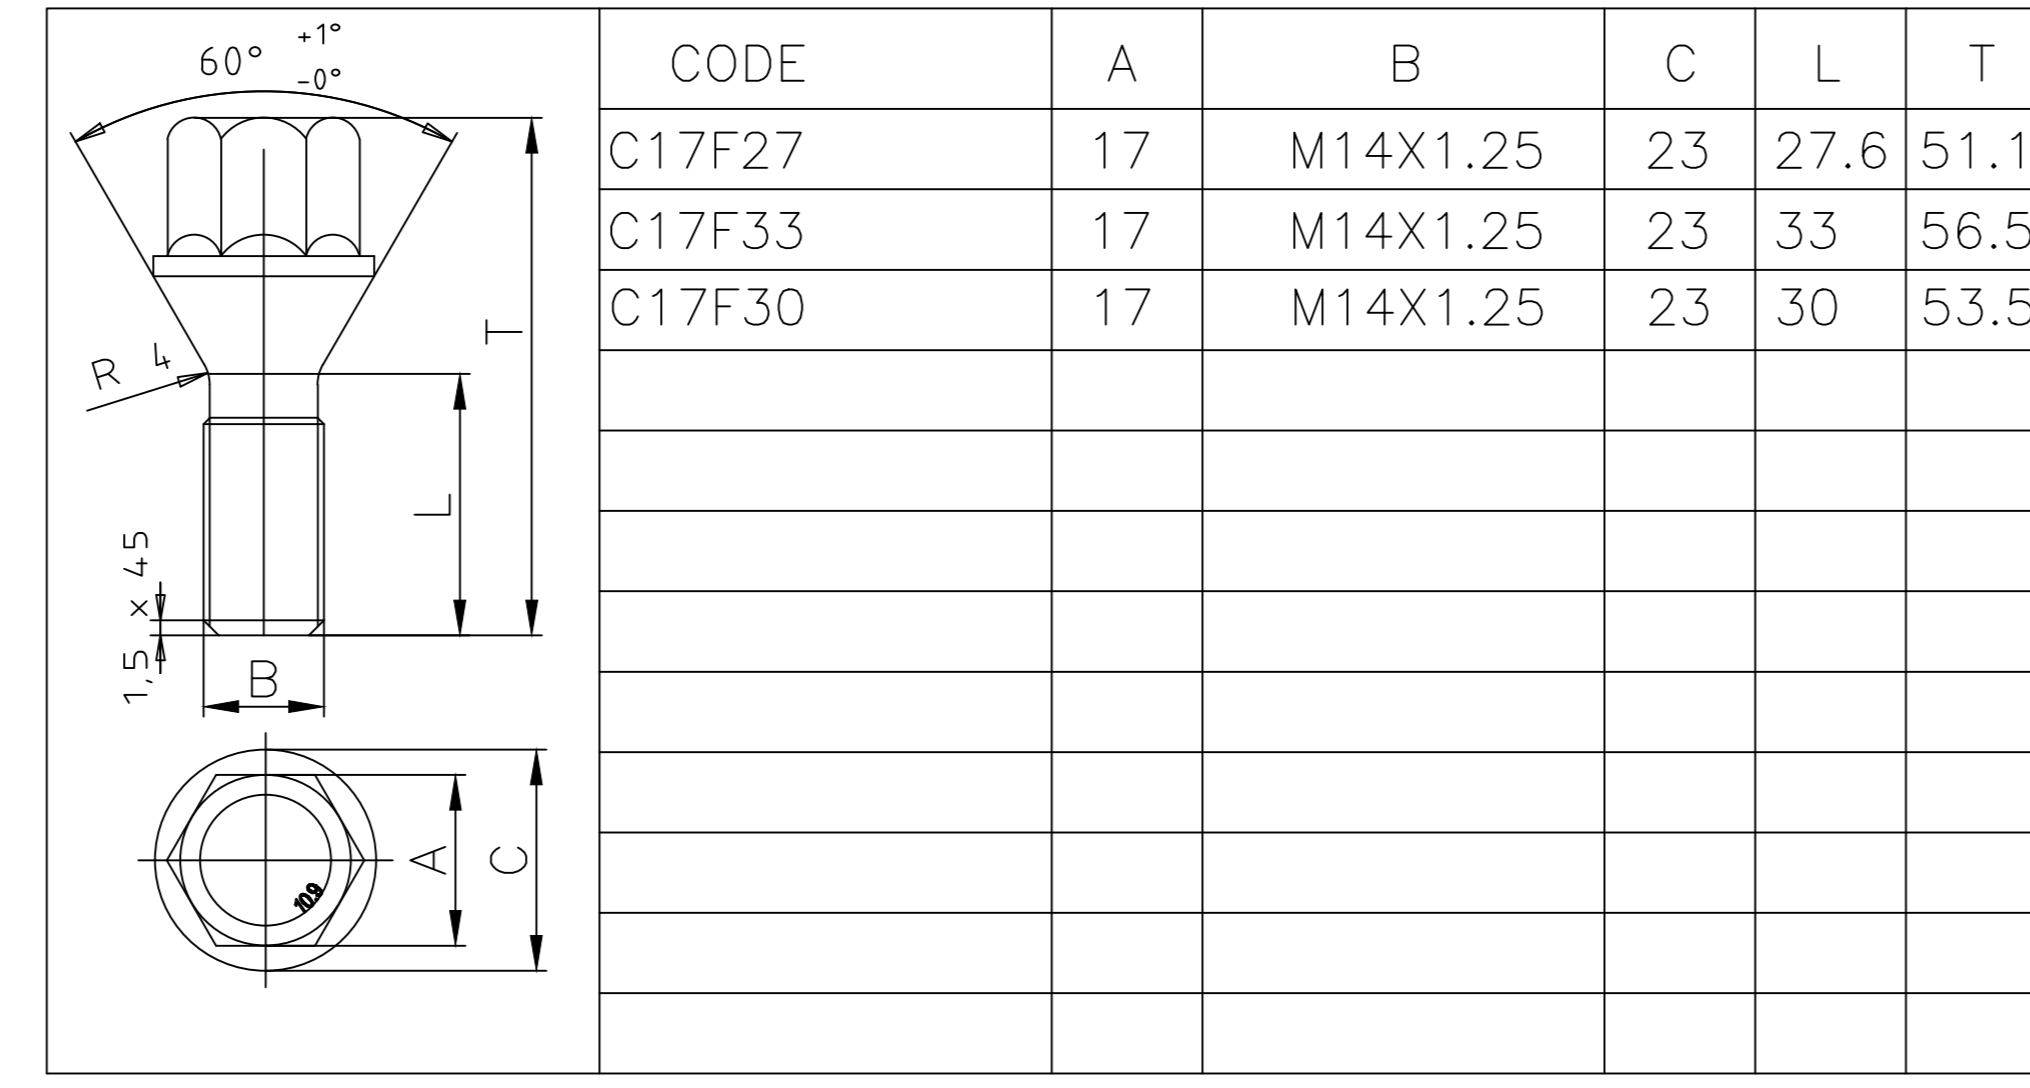 60° +1° -0°
R 4
T
L
1,5 x 45
B
A
C
10.9
CODE A B C L T
C17F27 17 M14X1.25 23 27.6 51.1
C17F33 17 M14X1.25 23 33 56.5
C17F30 17 M14X1.25 23 30 53.5